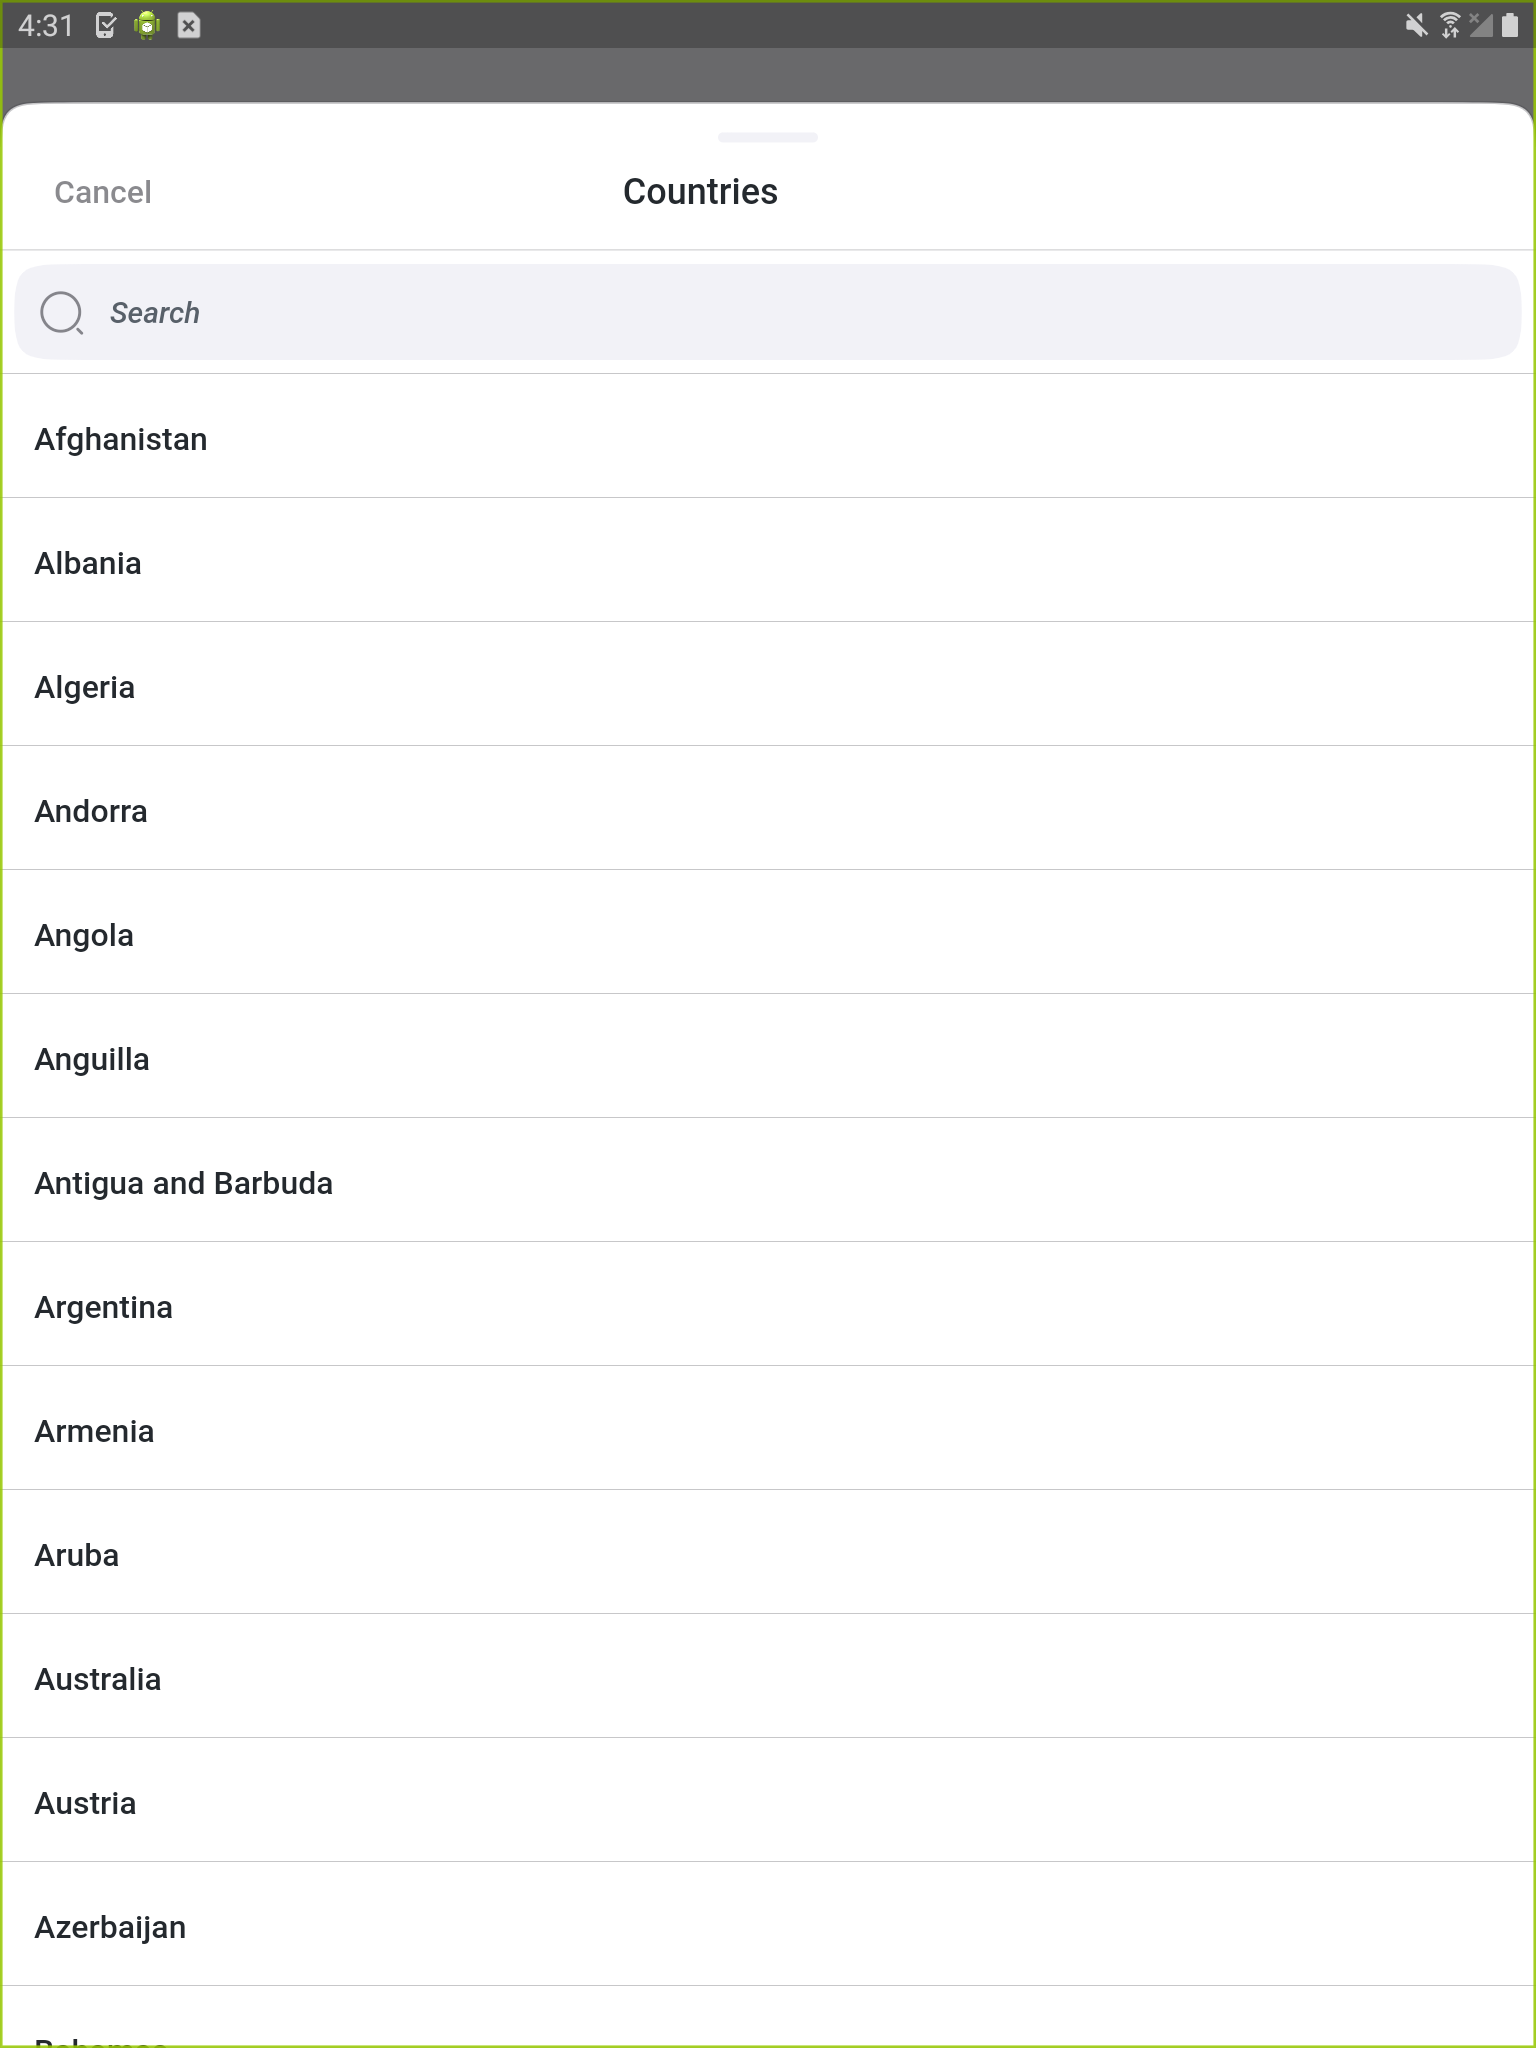 4:31
Cancel
Countries
Search
Afghanistan
Albania
Algeria
Andorra
Angola
Anguilla
Antigua and Barbuda
Argentina
Armenia
Aruba
Australia
Austria
Azerbaijan